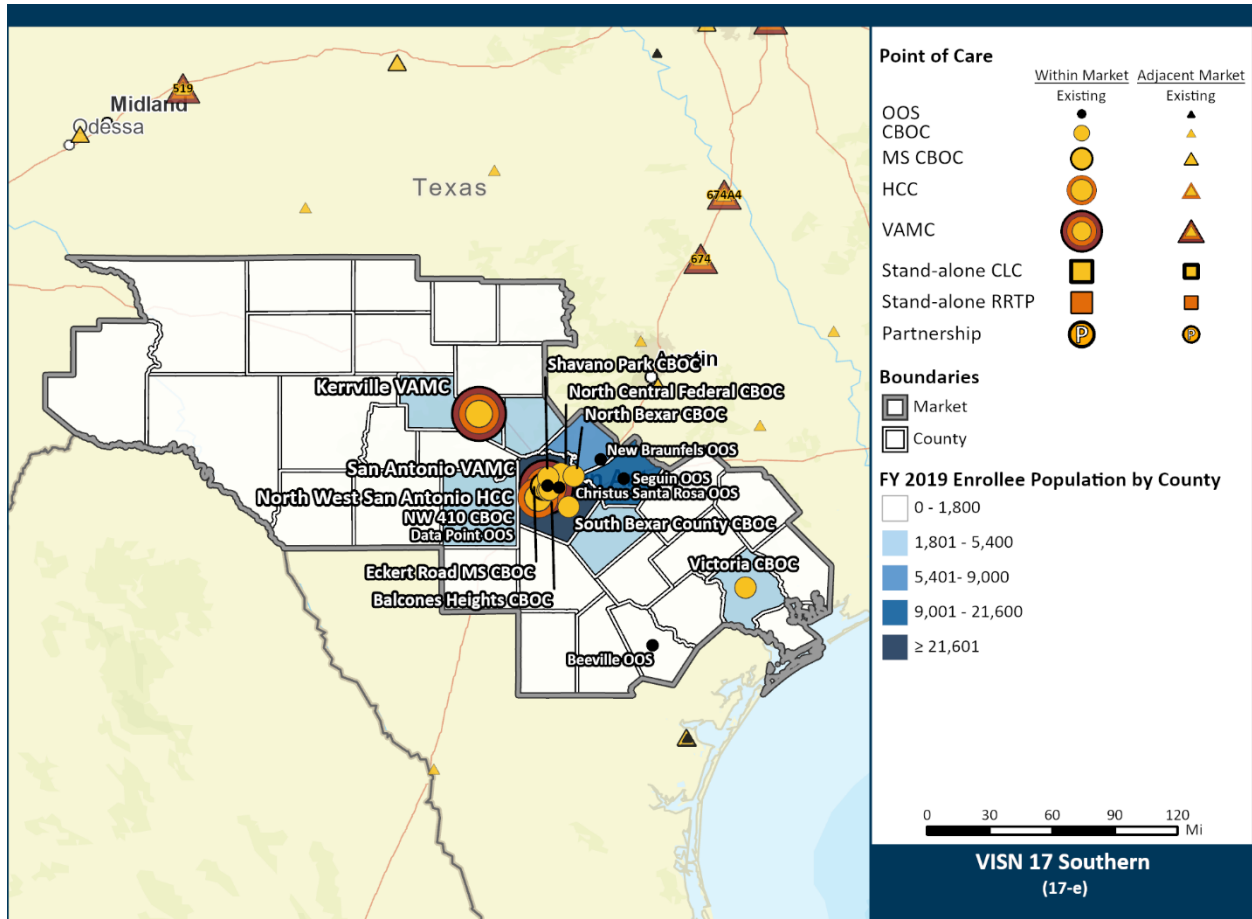 519
Midland
Odessa
Texas
674A4
674
Austin
Shavano Park CBOC
Kerrville VAMC
North Central Federal CBOC
North Bexar CBOC
New Braunfels OOS
San Antonio VAMC
Seguin OOS
North West San Antonio HCC
Christus Santa Rosa OOS
NW 410 CBOC
South Bexar County CBOC
Data Point OOS
Victoria CBOC
Eckert Road MS CBOC
Balcones Heights CBOC
Beeville OOS
Point of Care
Within Market Adjacent Market
Existing Existing
OOS
CBOC
MS CBOC
HCC
VAMC
Stand-alone CLC
Stand-alone RRTP
Partnership P P
Boundaries
Market
County
FY 2019 Enrollee Population by County
0 - 1,800
1,801 - 5,400
5,401- 9,000
9,001 - 21,600
≥ 21,601
0 30 60 90 120
Mi
VISN 17 Southern
(17-e)